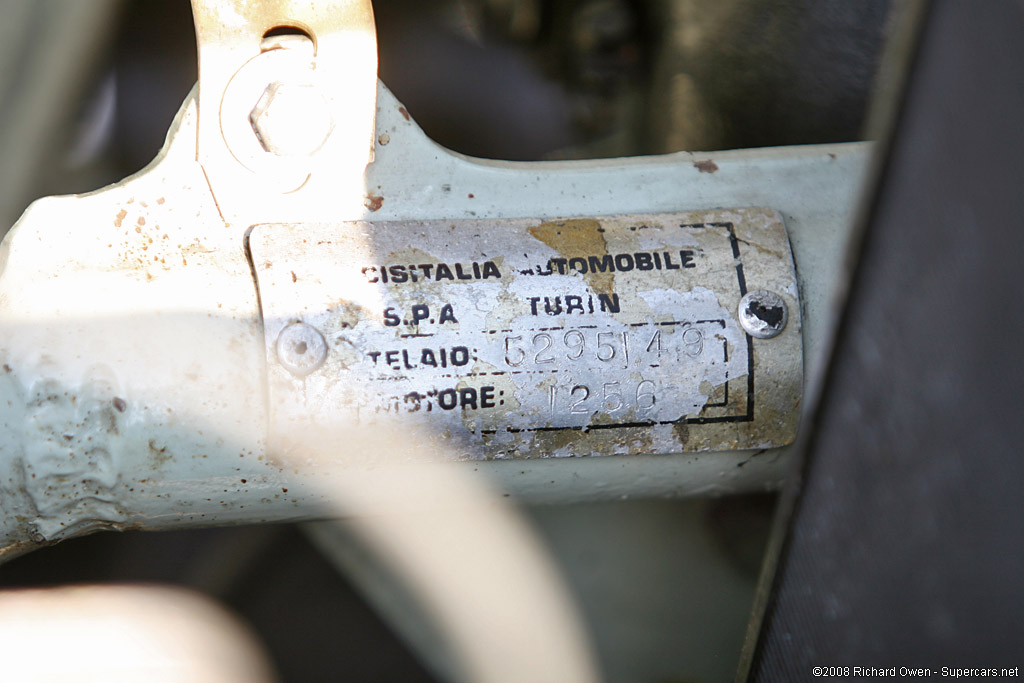 CISITALIA AUTOMOBILE
S.P.A TURIN
TELAIO: 5295149
MOTORE: 1256
©2008 Richard Owen - Supercars.net